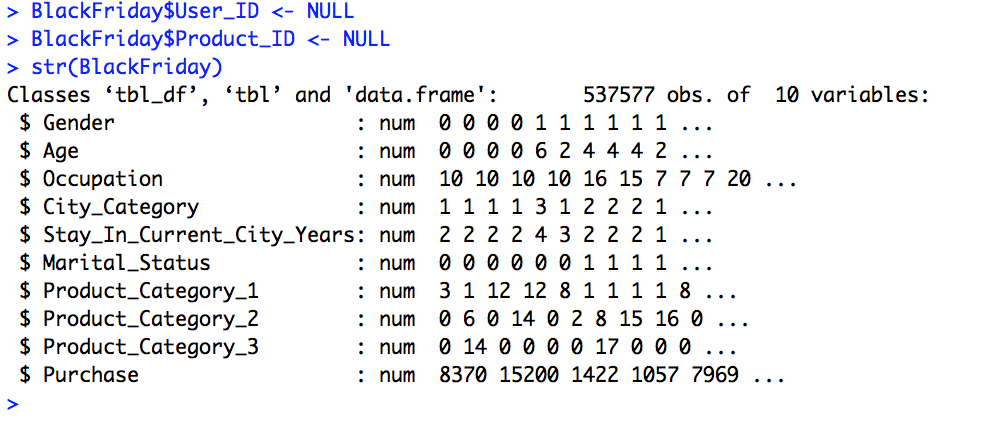 > BlackFriday$User_ID <- NULL
> BlackFriday$Product_ID <- NULL
> str(BlackFriday)
Classes ‘tbl_df’, ‘tbl’ and 'data.frame':	537577 obs. of  10 variables:
 $ Gender                    : num  0 0 0 0 1 1 1 1 1 1 ...
 $ Age                       : num  0 0 0 0 6 2 4 4 4 2 ...
 $ Occupation                : num  10 10 10 10 16 15 7 7 7 20 ...
 $ City_Category             : num  1 1 1 1 3 1 2 2 2 1 ...
 $ Stay_In_Current_City_Years: num  2 2 2 2 4 3 2 2 2 1 ...
 $ Marital_Status            : num  0 0 0 0 0 0 1 1 1 1 ...
 $ Product_Category_1        : num  3 1 12 12 8 1 1 1 1 8 ...
 $ Product_Category_2        : num  0 6 0 14 0 2 8 15 16 0 ...
 $ Product_Category_3        : num  0 14 0 0 0 0 17 0 0 0 ...
 $ Purchase                  : num  8370 15200 1422 1057 7969 ...
>